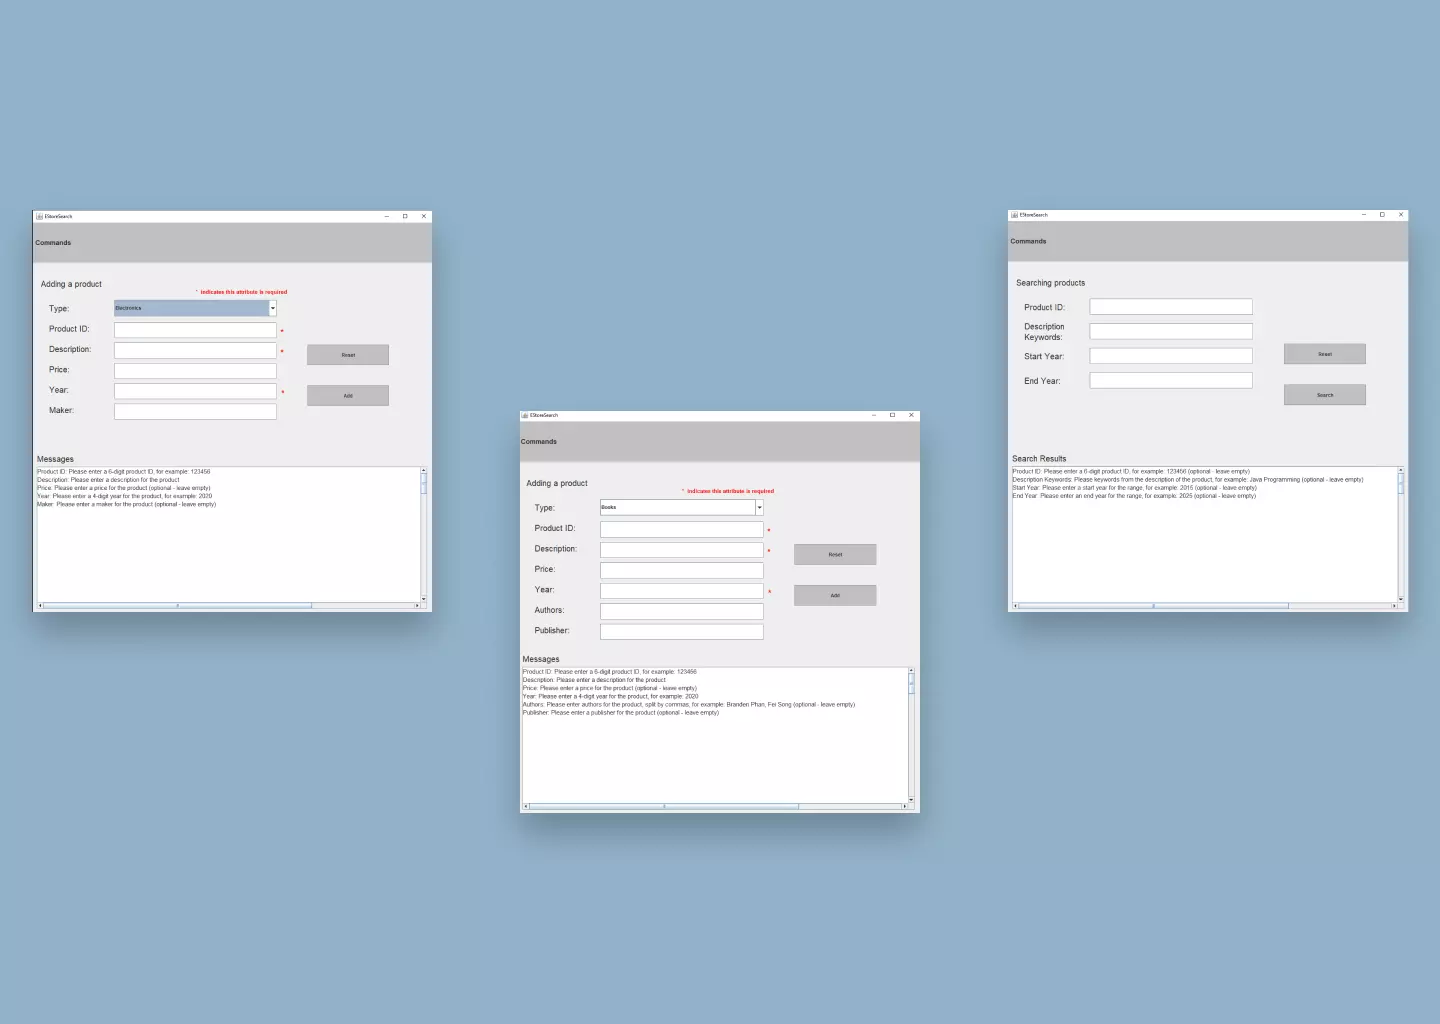 EStoreSearch
Commands
Adding a product
* Indicates this attribute is required
Type:
Electronics
Product ID:
*
Description:
*
Reset
Price:
Year:
*
Add
Maker:
Messages
Product ID: Please enter a 6-digit product ID, for example: 123456
Description: Please enter a description for the product
Price: Please enter a price for the product (optional - leave empty)
Year: Please enter a 4-digit year for the product, for example: 2020
Maker: Please enter a maker for the product (optional - leave empty)
EStoreSearch
Commands
Adding a product
* Indicates this attribute is required
Type:
Books
Product ID:
*
Description:
*
Reset
Price:
Year:
*
Add
Authors:
Publisher:
Messages
Product ID: Please enter a 6-digit product ID, for example: 123456
Description: Please enter a description for the product
Price: Please enter a price for the product (optional - leave empty)
Year: Please enter a 4-digit year for the product, for example: 2020
Authors: Please enter authors for the product, split by commas, for example: Branden Phan, Fei Song (optional - leave empty)
Publisher: Please enter a publisher for the product (optional - leave empty)
EStoreSearch
Commands
Searching products
Product ID:
Description
Keywords:
Start Year:
Reset
End Year:
Search
Search Results
Product ID: Please enter a 6-digit product ID, for example: 123456 (optional - leave empty)
Description Keywords: Please keywords from the description of the product, for example: Java Programming (optional - leave empty)
Start Year: Please enter a start year for the range, for example: 2015 (optional - leave empty)
End Year: Please enter an end year for the range, for example: 2025 (optional - leave empty)